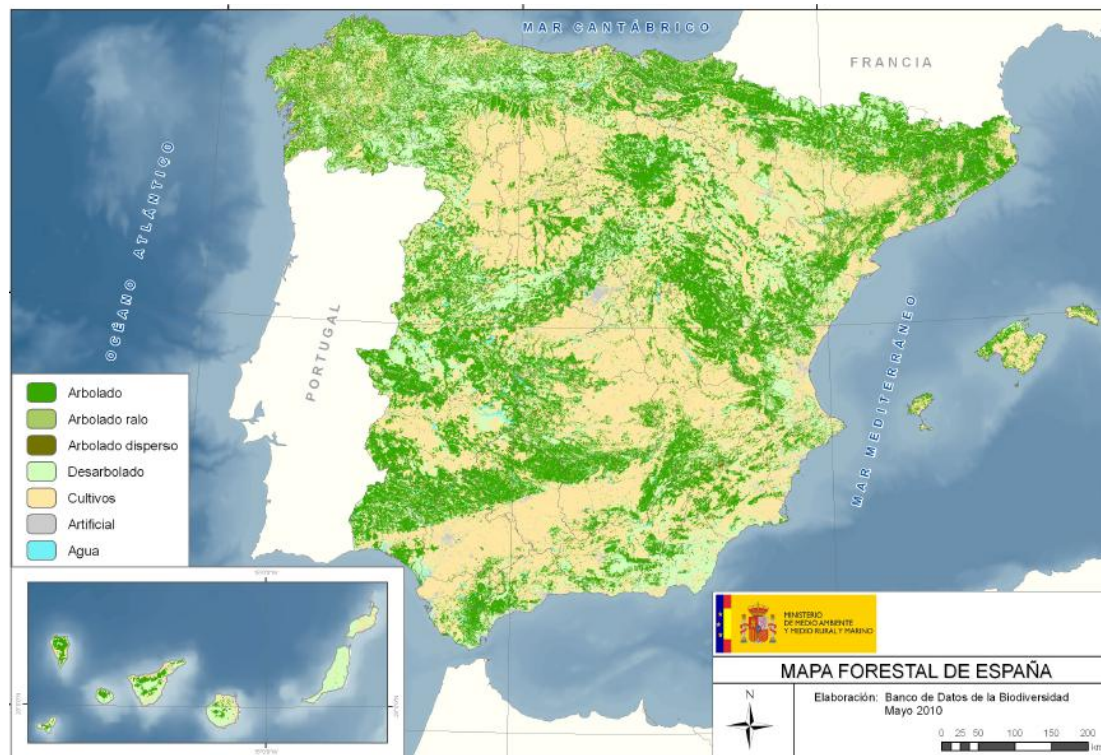 MAR CANTÁBRICO
FRANCIA
OCÉANO ATLÁNTICO
PORTUGAL
MAR MEDITERRÁNEO
Arbolado
Arbolado ralo
Arbolado disperso
Desarbolado
Cultivos
Artificial
Agua
MINISTERIO
DE MEDIO AMBIENTE
Y MEDIO RURAL Y MARINO
MAPA FORESTAL DE ESPAÑA
N
Elaboración: Banco de Datos de la Biodiversidad
Mayo 2010
0 25 50 100 150 200
km